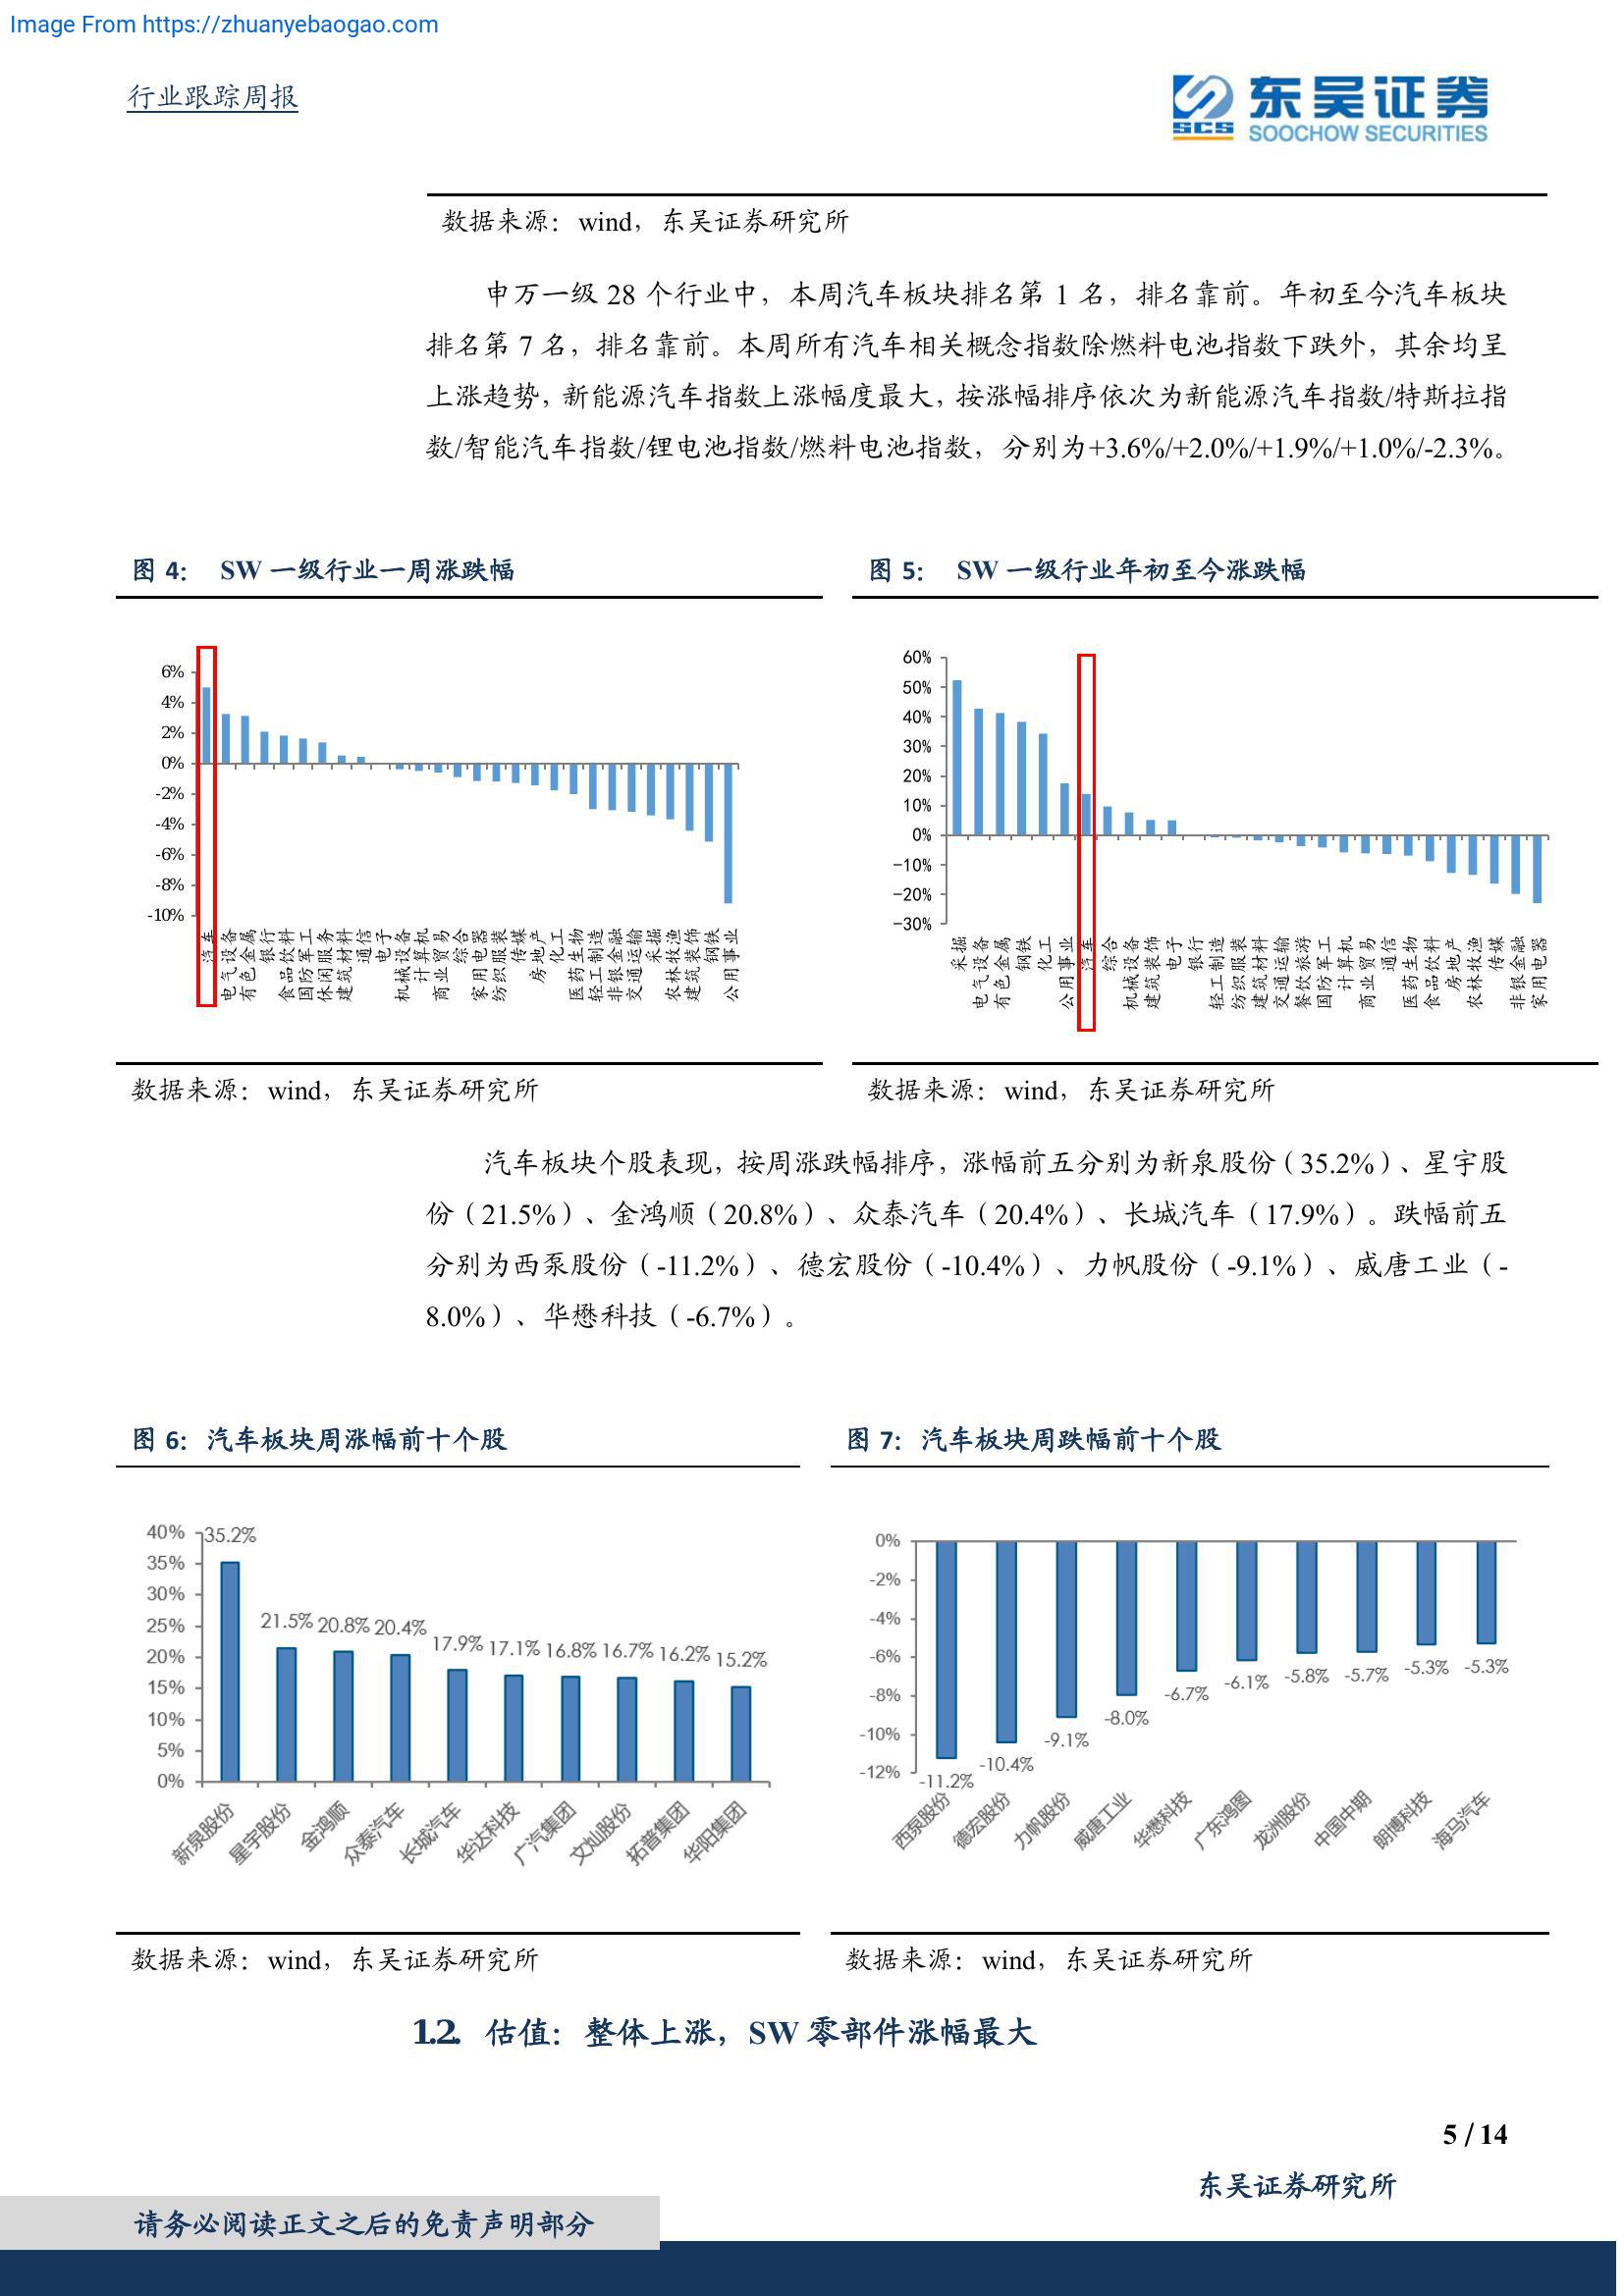 Image From https://zhuanyebaogao.com
行业跟踪周报
SCS
东吴证券
SOOCHOW SECURITIES
数据来源：wind，东吴证券研究所
申万一级 28 个行业中，本周汽车板块排名第 1 名，排名靠前。年初至今汽车板块
排名第 7 名，排名靠前。本周所有汽车相关概念指数除燃料电池指数下跌外，其余均呈
上涨趋势，新能源汽车指数上涨幅度最大，按涨幅排序依次为新能源汽车指数/特斯拉指
数/智能汽车指数/锂电池指数/燃料电池指数，分别为+3.6%/+2.0%/+1.9%/+1.0%/-2.3%。
图 4： SW 一级行业一周涨跌幅
6%
4%
2%
0%
-2%
-4%
-6%
-8%
-10%
汽车
电气设备
有色金属
银行
食品饮料
国防军工
休闲服务
建筑材料
通信
电子
机械设备
计算机
商业贸易
综合
家用电器
纺织服装
传媒
房地产
化工
医药生物
轻工制造
非银金融
交通运输
采掘
农林牧渔
建筑装饰
钢铁
公用事业
图 5： SW 一级行业年初至今涨跌幅
60%
50%
40%
30%
20%
10%
0%
-10%
-20%
-30%
采掘
电气设备
有色金属
钢铁
化工
公用事业
汽车
综合
机械设备
建筑装饰
电子
银行
轻工制造
纺织服装
建筑材料
交通运输
餐饮旅游
国防军工
计算机
商业贸易
通信
医药生物
食品饮料
房地产
农林牧渔
传媒
非银金融
家用电器
数据来源：wind，东吴证券研究所
数据来源：wind，东吴证券研究所
汽车板块个股表现，按周涨跌幅排序，涨幅前五分别为新泉股份（35.2%）、星宇股
份（21.5%）、金鸿顺（20.8%）、众泰汽车（20.4%）、长城汽车（17.9%）。跌幅前五
分别为西泵股份（-11.2%）、德宏股份（-10.4%）、力帆股份（-9.1%）、威唐工业（-
8.0%）、华懋科技（-6.7%）。
图 6：汽车板块周涨幅前十个股
40%
35%
30%
25%
20%
15%
10%
5%
0%
35.2%
21.5%
20.8%
20.4%
17.9%
17.1%
16.8%
16.7%
16.2%
15.2%
新泉股份
星宇股份
金鸿顺
众泰汽车
长城汽车
华达科技
广汽集团
文灿股份
拓普集团
华阳集团
图 7：汽车板块周跌幅前十个股
0%
-2%
-4%
-6%
-8%
-10%
-12%
-11.2%
-10.4%
-9.1%
-8.0%
-6.7%
-6.1%
-5.8%
-5.7%
-5.3%
-5.3%
西泵股份
德宏股份
力帆股份
威唐工业
华懋科技
广东鸿图
龙洲股份
中国中期
朗博科技
海马汽车
数据来源：wind，东吴证券研究所
数据来源：wind，东吴证券研究所
1.2. 估值：整体上涨，SW 零部件涨幅最大
5 / 14
东吴证券研究所
请务必阅读正文之后的免责声明部分